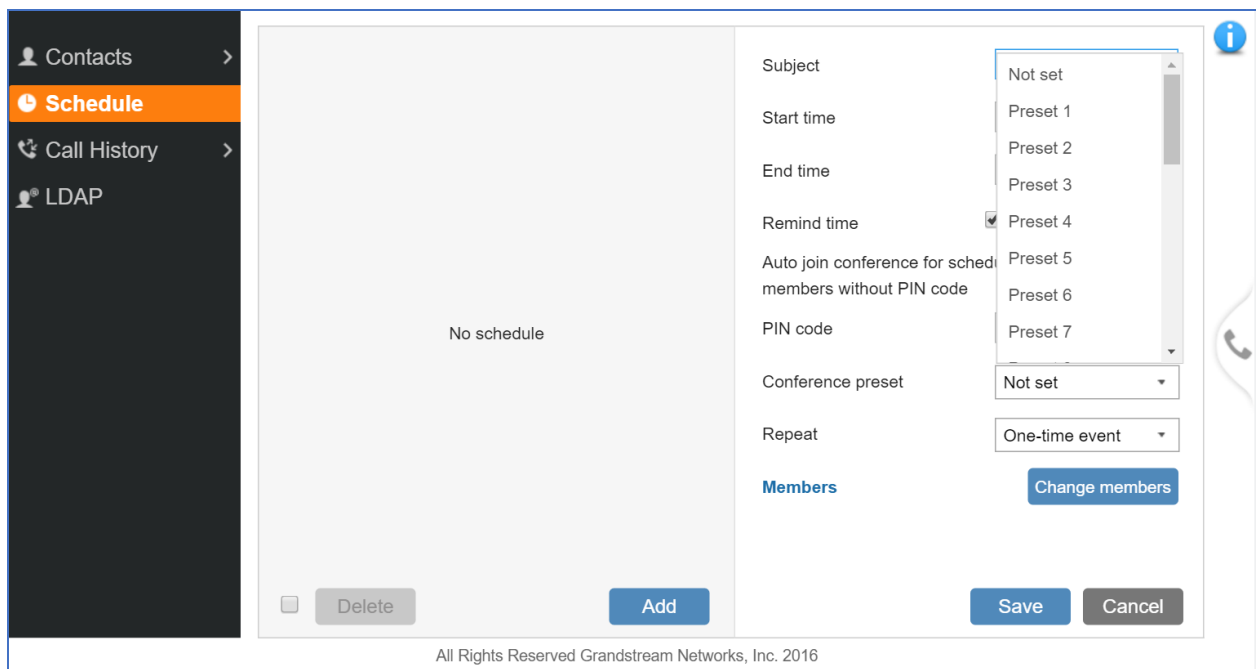 Contacts
Schedule
Call History
LDAP
No schedule
Delete
Add
Subject
Start time
End time
Remind time
Auto join conference for sched
members without PIN code
PIN code
Conference preset
Not set
Repeat
One-time event
Members
Change members
Not set
Preset 1
Preset 2
Preset 3
Preset 4
Preset 5
Preset 6
Preset 7
Save
Cancel
All Rights Reserved Grandstream Networks, Inc. 2016